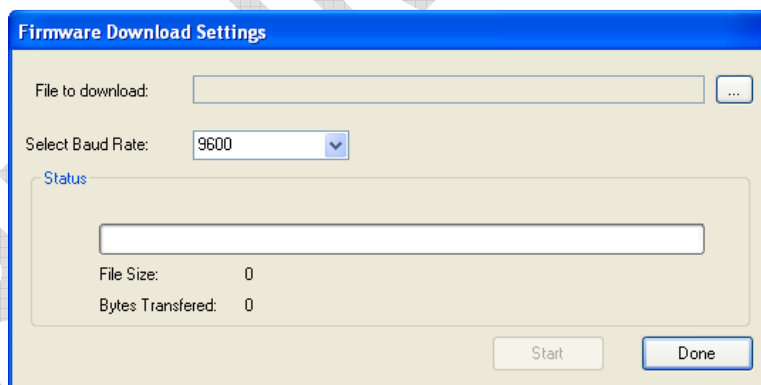 Firmware Download Settings
File to download: ...
Select Baud Rate: 9600
Status
File Size: 0
Bytes Transfered: 0
Start Done